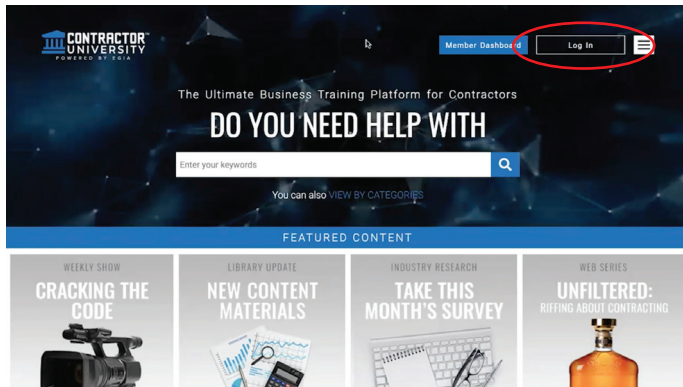 CONTRACTOR™
UNIVERSITY
POWERED BY EGIA
Member Dashboard
Log In
The Ultimate Business Training Platform for Contractors
DO YOU NEED HELP WITH
Enter your keywords
You can also VIEW BY CATEGORIES
FEATURED CONTENT
WEEKLY SHOW
CRACKING THE
CODE
LIBRARY UPDATE
NEW CONTENT
MATERIALS
INDUSTRY RESEARCH
TAKE THIS
MONTH'S SURVEY
WEB SERIES
UNFILTERED:
RIFFING ABOUT CONTRACTING